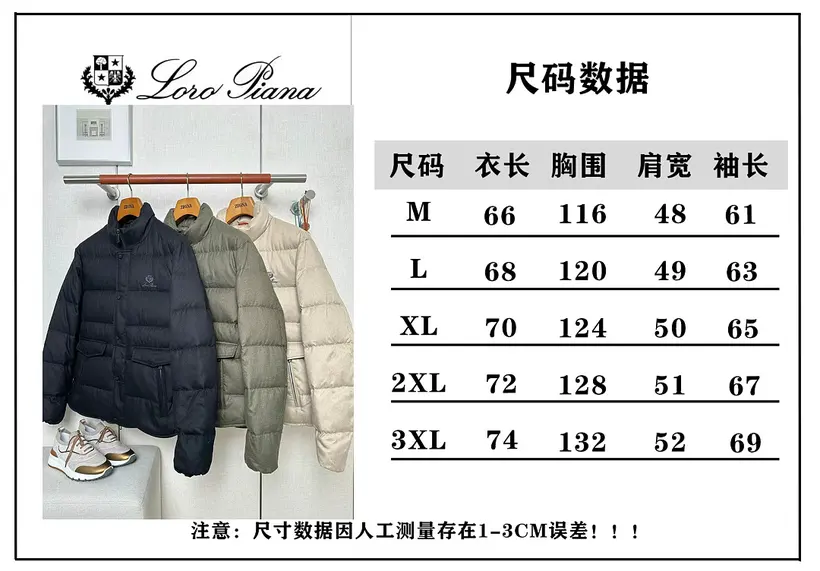 Loro Piana
尺码数据
尺码 衣长 胸围 肩宽 袖长
M 66 116 48 61
L 68 120 49 63
XL 70 124 50 65
2XL 72 128 51 67
3XL 74 132 52 69
注意：尺寸数据因人工测量存在1-3CM误差！！！